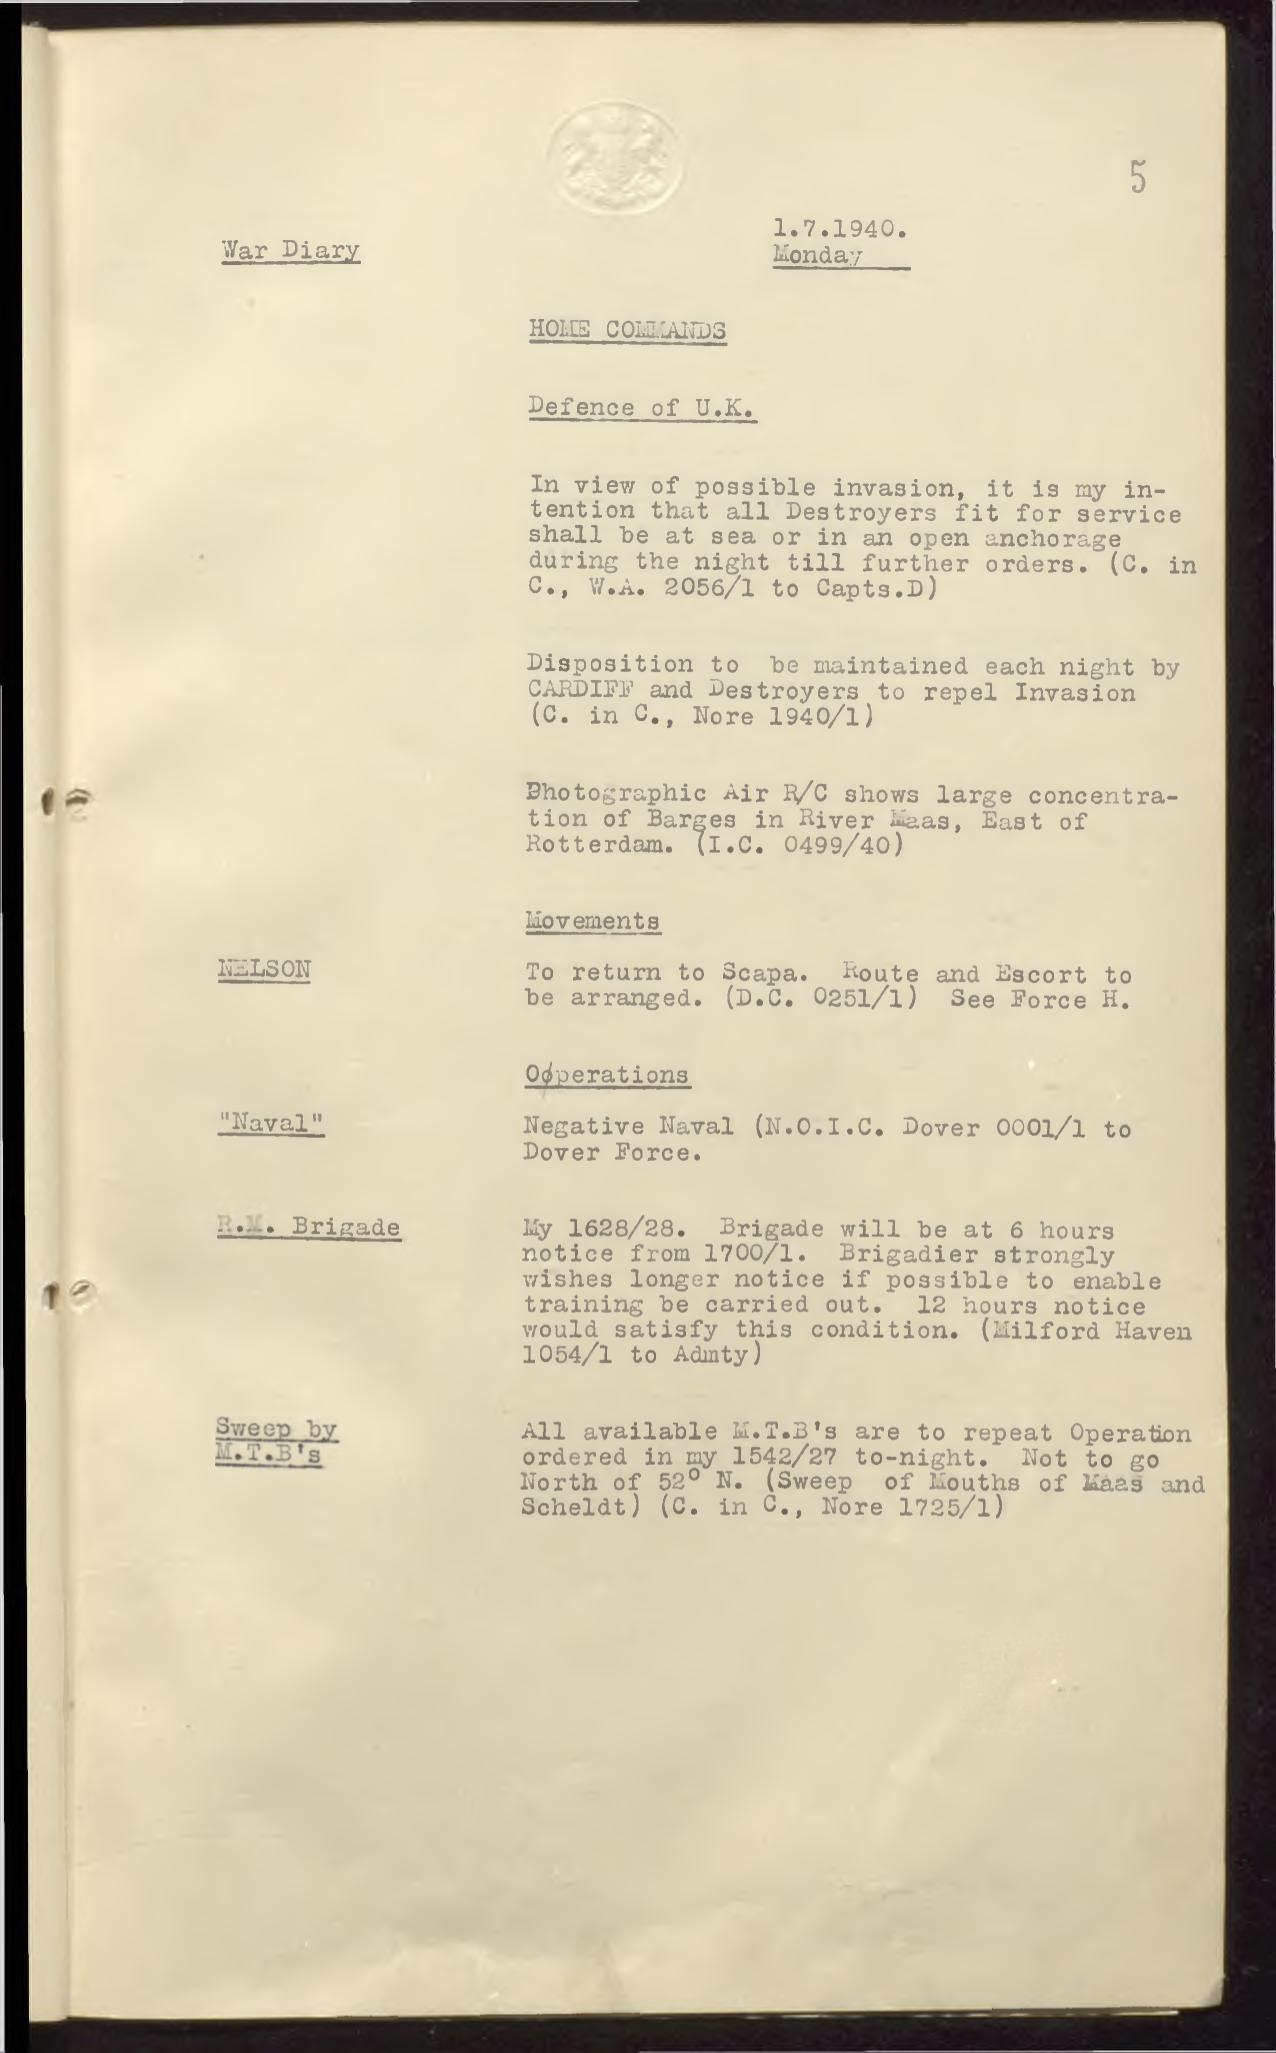 5
War Diary
1.7.1940.
Monday
HOME COMMANDS
Defence of U.K.
In view of possible invasion, it is my in-
tention that all Destroyers fit for service
shall be at sea or in an open anchorage
during the night till further orders. (C. in
C., W.A. 2056/1 to Capts.D)
Disposition to be maintained each night by
CARDIFF and Destroyers to repel Invasion
(C. in C., Nore 1940/1)
Photographic Air R/C shows large concentra-
tion of Barges in River Maas, East of
Rotterdam. (I.C. 0499/40)
Movements
NELSON
To return to Scapa. Route and Escort to
be arranged. (D.C. 0251/1) See Force H.
Operations
"Naval"
Negative Naval (N.O.I.C. Dover 0001/1 to
Dover Force.
R.M. Brigade
My 1628/28. Brigade will be at 6 hours
notice from 1700/1. Brigadier strongly
wishes longer notice if possible to enable
training be carried out. 12 hours notice
would satisfy this condition. (Milford Haven
1054/1 to Admty)
Sweep by
M.T.B's
All available M.T.B's are to repeat Operation
ordered in my 1542/27 to-night. Not to go
North of 52° N. (Sweep of Mouths of Maas and
Scheldt) (C. in C., Nore 1725/1)